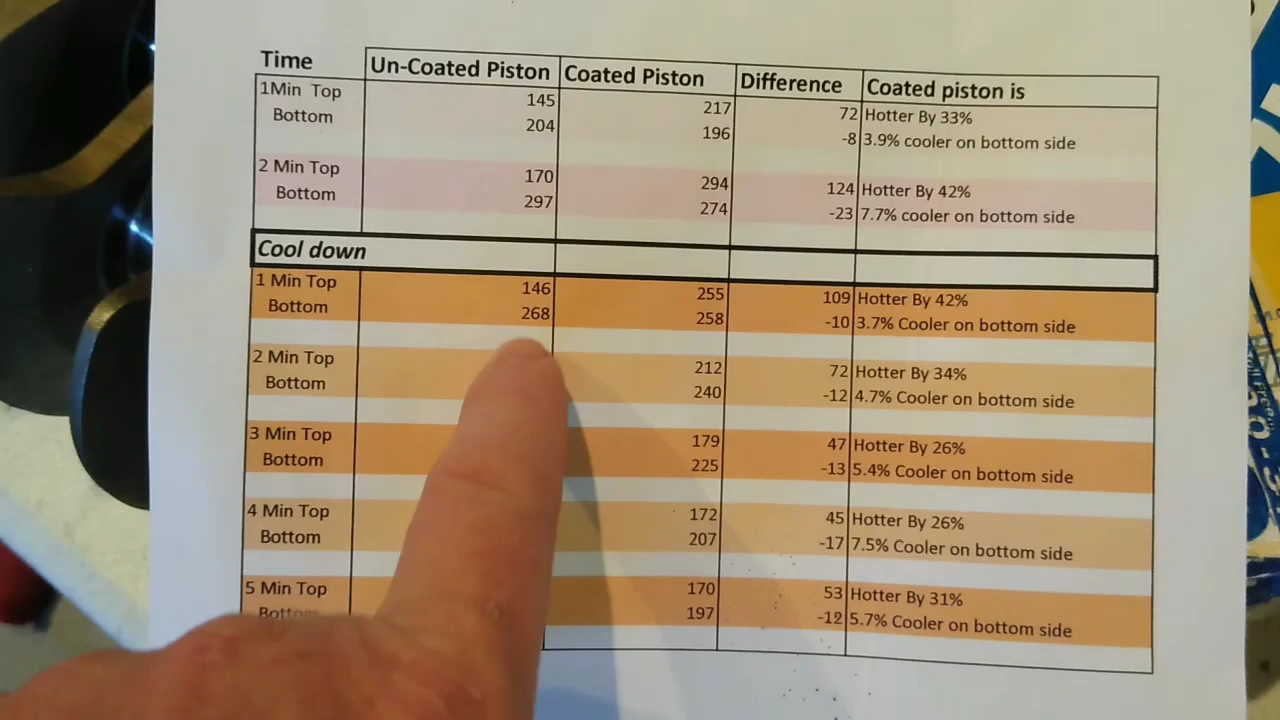 Time Un-Coated Piston Coated Piston Difference Coated piston is
1Min Top 145 217 72 Hotter By 33%
Bottom 204 196 -8 3.9% cooler on bottom side
2 Min Top 170 294 124 Hotter By 42%
Bottom 297 274 -23 7.7% cooler on bottom side
Cool down
1 Min Top 146 255 109 Hotter By 42%
Bottom 268 258 -10 3.7% Cooler on bottom side
2 Min Top 212 72 Hotter By 34%
Bottom 240 -12 4.7% Cooler on bottom side
3 Min Top 179 47 Hotter By 26%
Bottom 225 -13 5.4% Cooler on bottom side
4 Min Top 172 45 Hotter By 26%
Bottom 207 -17 7.5% Cooler on bottom side
5 Min Top 170 53 Hotter By 31%
Bottom 197 -12 5.7% Cooler on bottom side